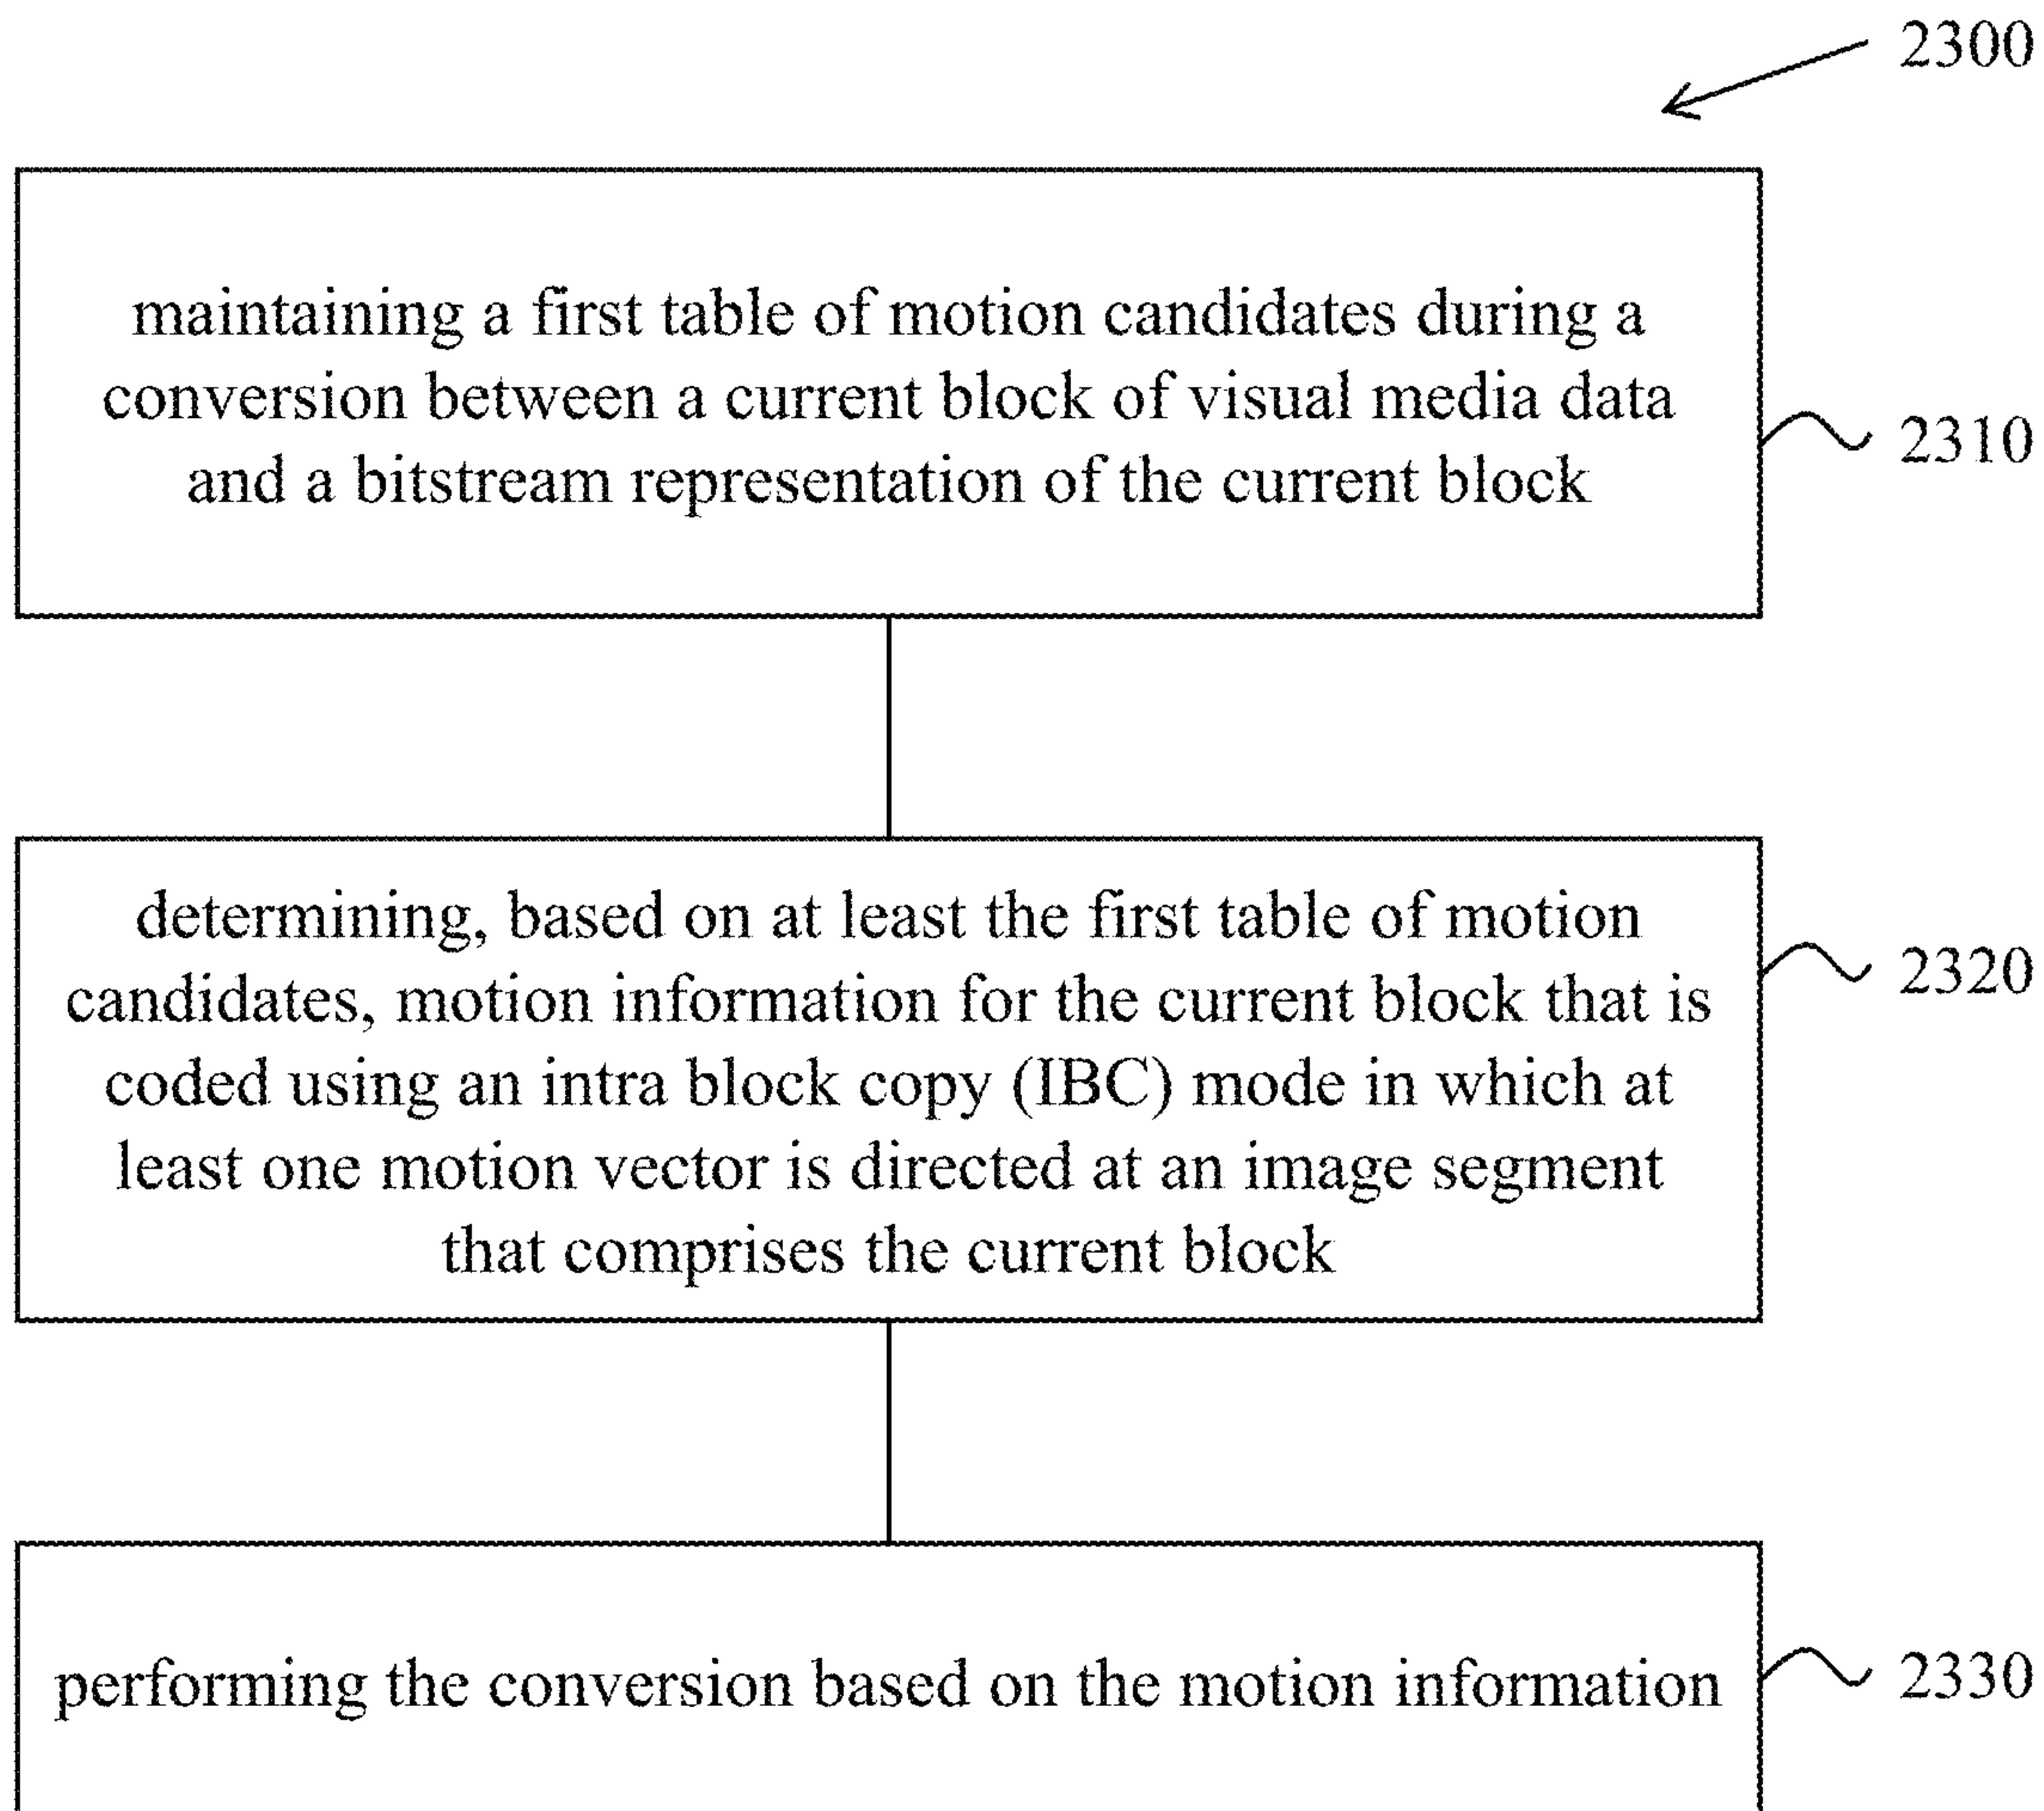 2300
maintaining a first table of motion candidates during a
conversion between a current block of visual media data
and a bitstream representation of the current block
2310
determining, based on at least the first table of motion
candidates, motion information for the current block that is
coded using an intra block copy (IBC) mode in which at
least one motion vector is directed at an image segment
that comprises the current block
2320
performing the conversion based on the motion information
2330